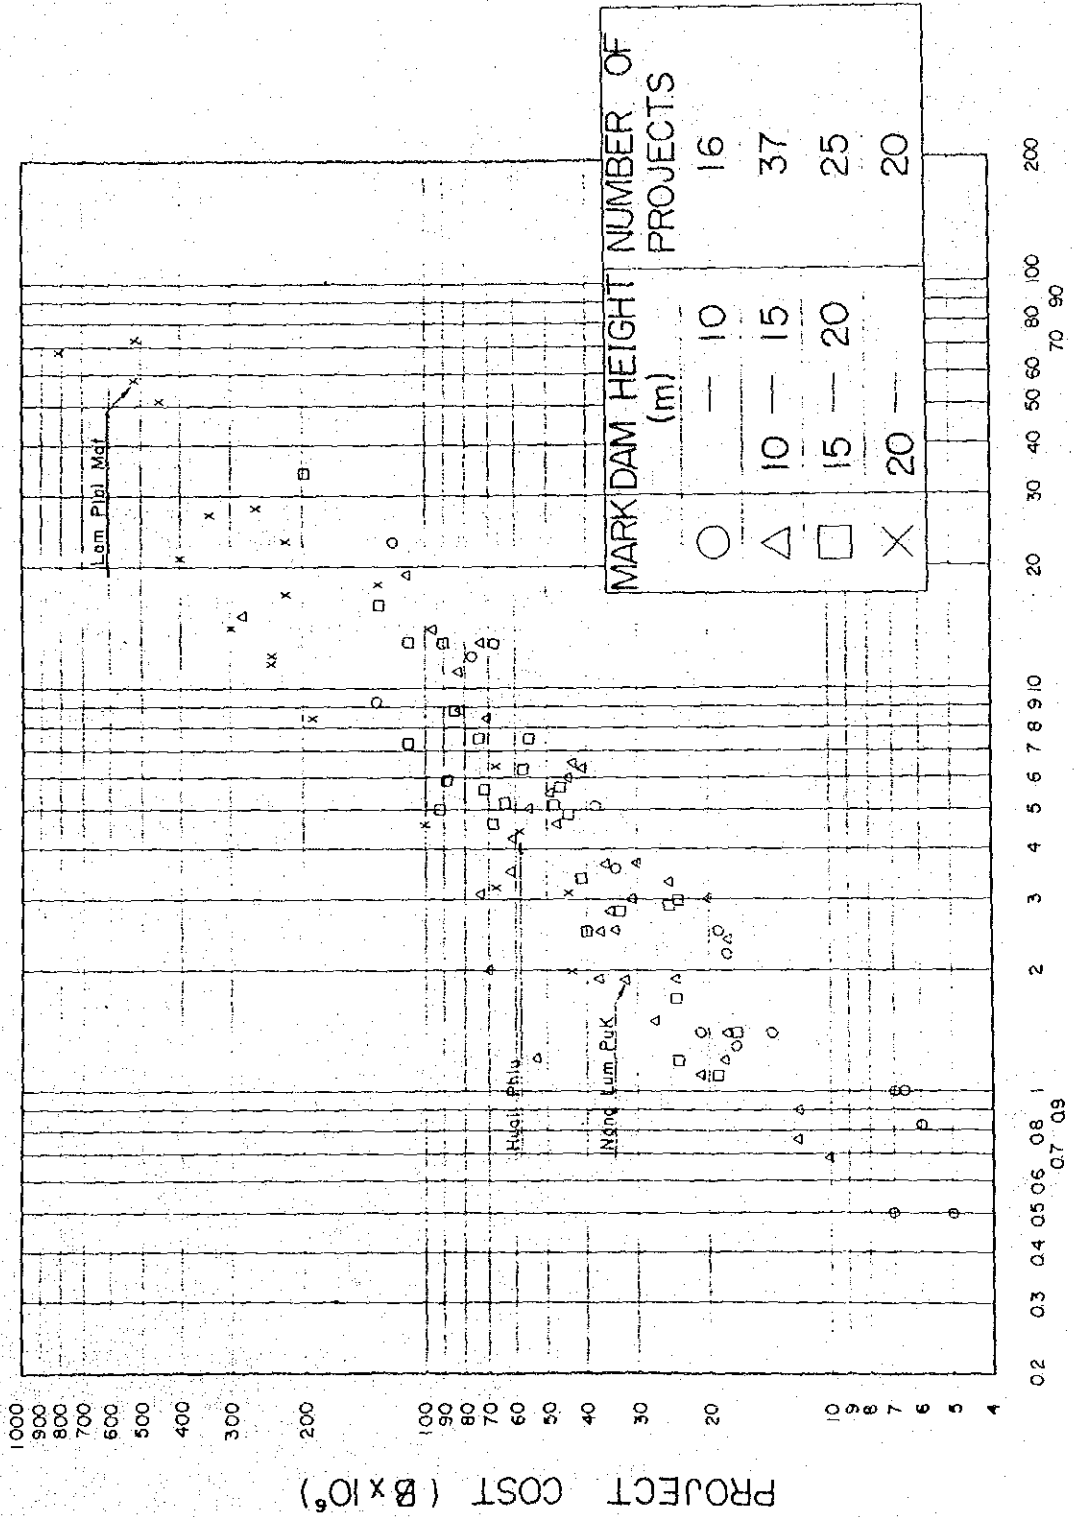 PROJECT COST (฿ x 10⁶)
1000
900
800
700
600
500
400
300
200
100
90
80
70
60
50
40
30
20
10
9
8
7
6
5
4
0.2 0.3 0.4 0.5 0.6 0.8 1 2 3 4 5 6 7 8 9 10 20 30 40 50 60 80 100 200
0.7 0.9 70 90
Lam Plai Mat
Huai Phlu
Nong Lum Puk
MARK DAM HEIGHT NUMBER OF
(m) PROJECTS
○ — 10 16
△ 10 — 15 37
□ 15 — 20 25
× 20 — 20